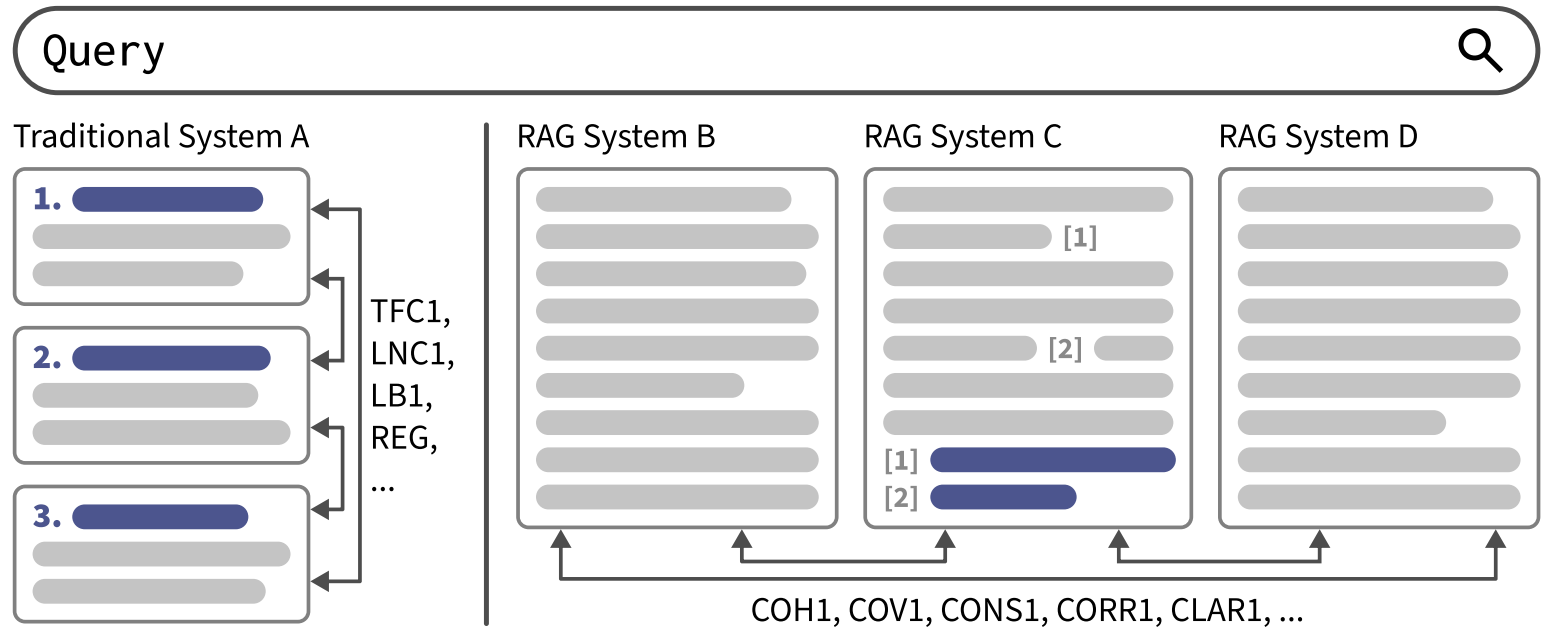 Query
Traditional System A
1.
2.
3.
TFC1,
LNC1,
LB1,
REG,
...
RAG System B
RAG System C
[1]
[2]
[1]
[2]
RAG System D
COH1, COV1, CONS1, CORR1, CLAR1, ...